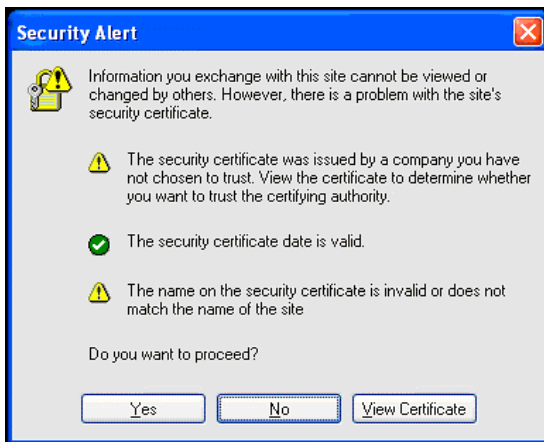 Security Alert
Information you exchange with this site cannot be viewed or
changed by others. However, there is a problem with the site's
security certificate.
The security certificate was issued by a company you have
not chosen to trust. View the certificate to determine whether
you want to trust the certifying authority.
The security certificate date is valid.
The name on the security certificate is invalid or does not
match the name of the site
Do you want to proceed?
Yes
No
View Certificate